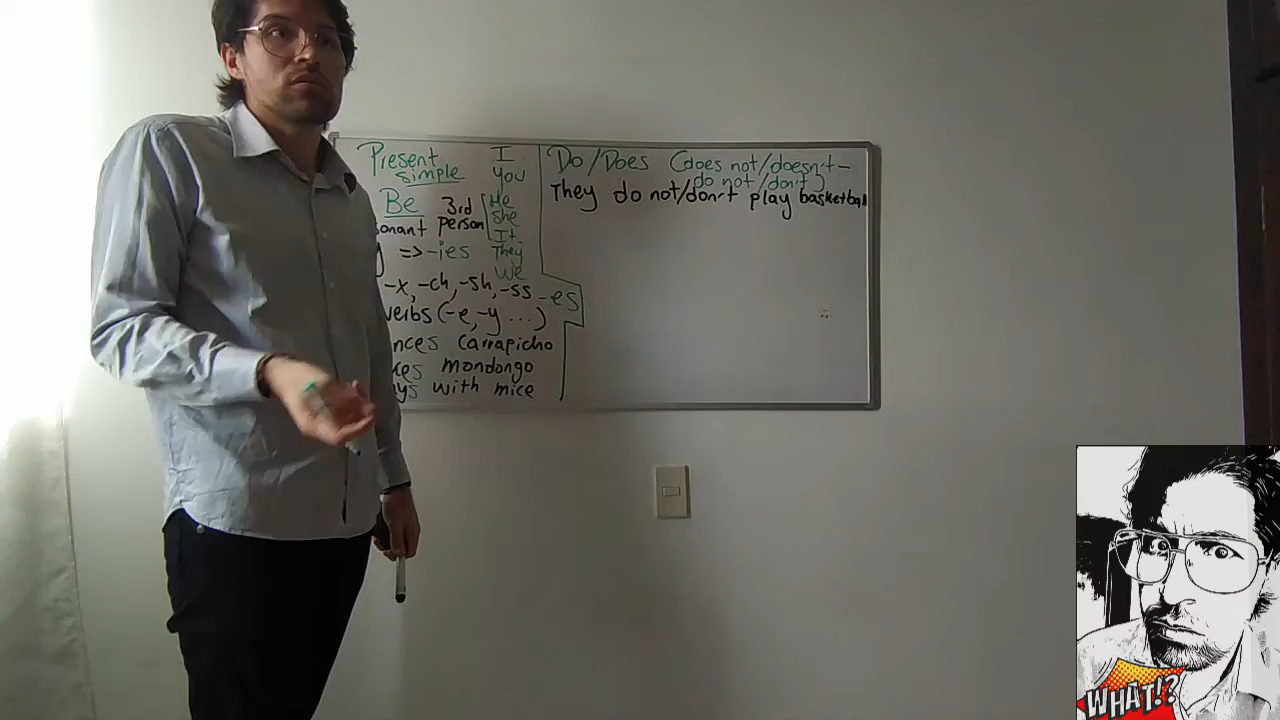 Present
simple
I
you
Be
3rd
person
He
she
It
They
we
y => -ies
-x, -ch, -sh, -ss -es
verbs (-e, -y ...)
carrapicho
mondongo
with mice
Do/Does (does not/doesn't-
do not/don't)
They do not/don't play basketball
WHAT!?